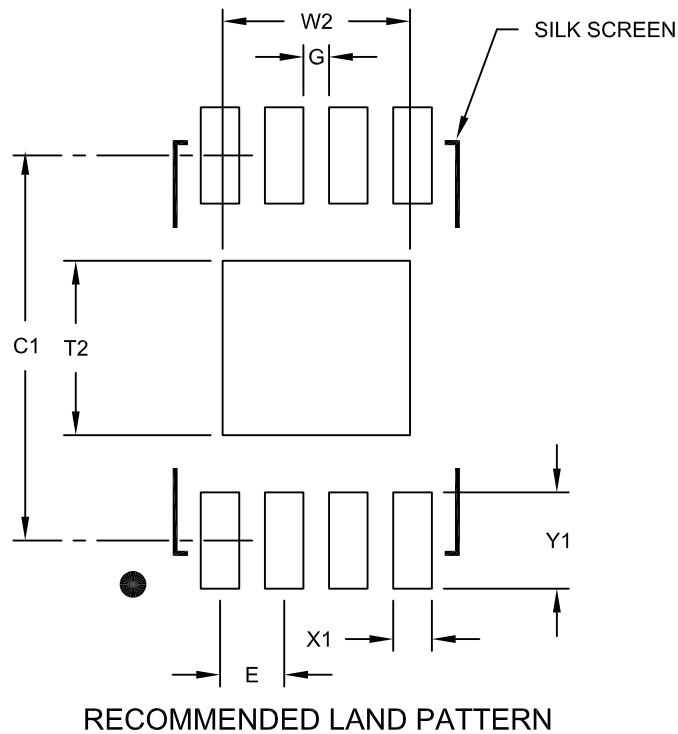 W2
G
SILK SCREEN
C1
T2
Y1
X1
E
RECOMMENDED LAND PATTERN